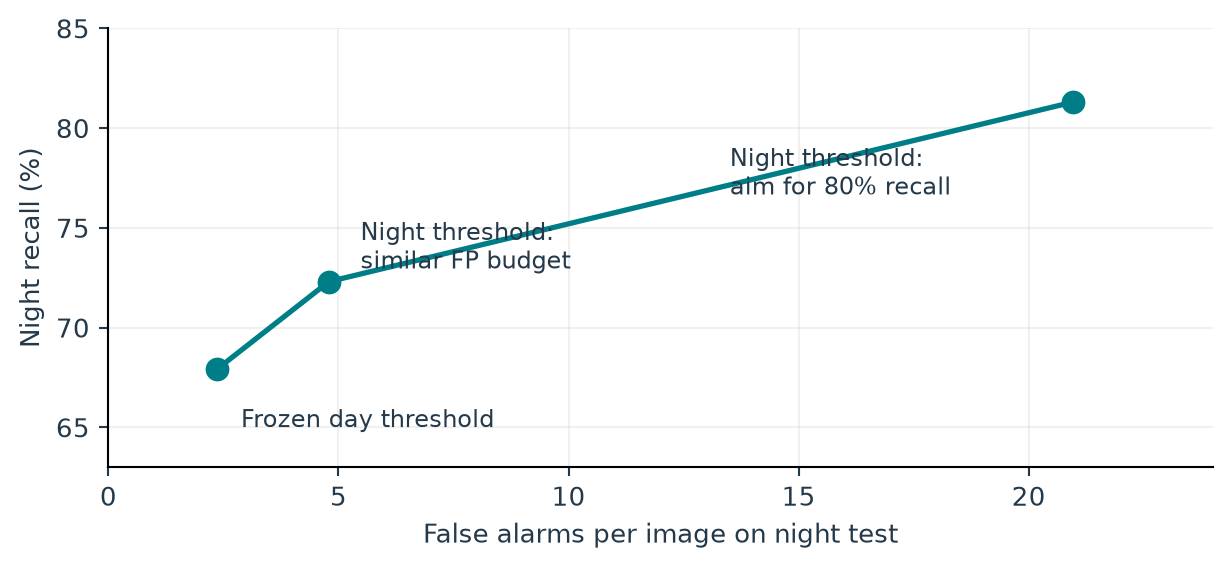 85
80
75
70
65
Night recall (%)
Night threshold:
aim for 80% recall
Night threshold:
similar FP budget
Frozen day threshold
0 5 10 15 20
False alarms per image on night test